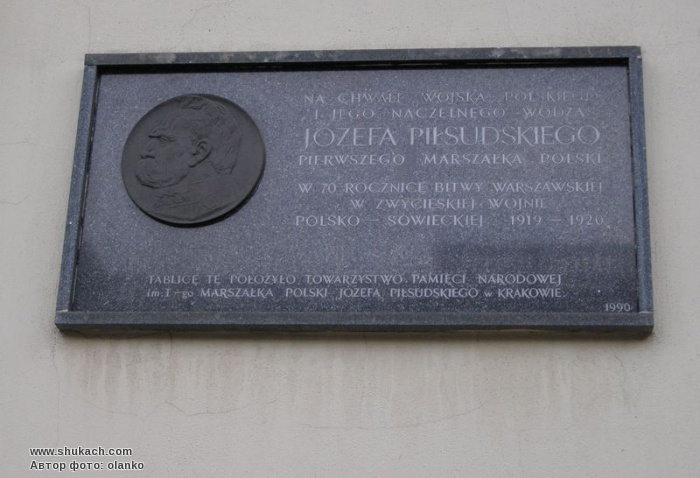 NA CHWAŁĘ WOJSKA POLSKIEGO
I JEGO NACZELNEGO WODZA
JÓZEFA PIŁSUDSKIEGO
PIERWSZEGO MARSZAŁKA POLSKI
W 70 ROCZNICĘ BITWY WARSZAWSKIEJ
W ZWYCIĘSKIEJ WOJNIE
POLSKO – SOWIECKIEJ 1919 – 1920
TABLICĘ TĘ POŁOŻYŁO TOWARZYSTWO PAMIĘCI NARODOWEJ
im. I-go MARSZAŁKA POLSKI JÓZEFA PIŁSUDSKIEGO w KRAKOWIE.
1990
www.shukach.com
Автор фото: olanko